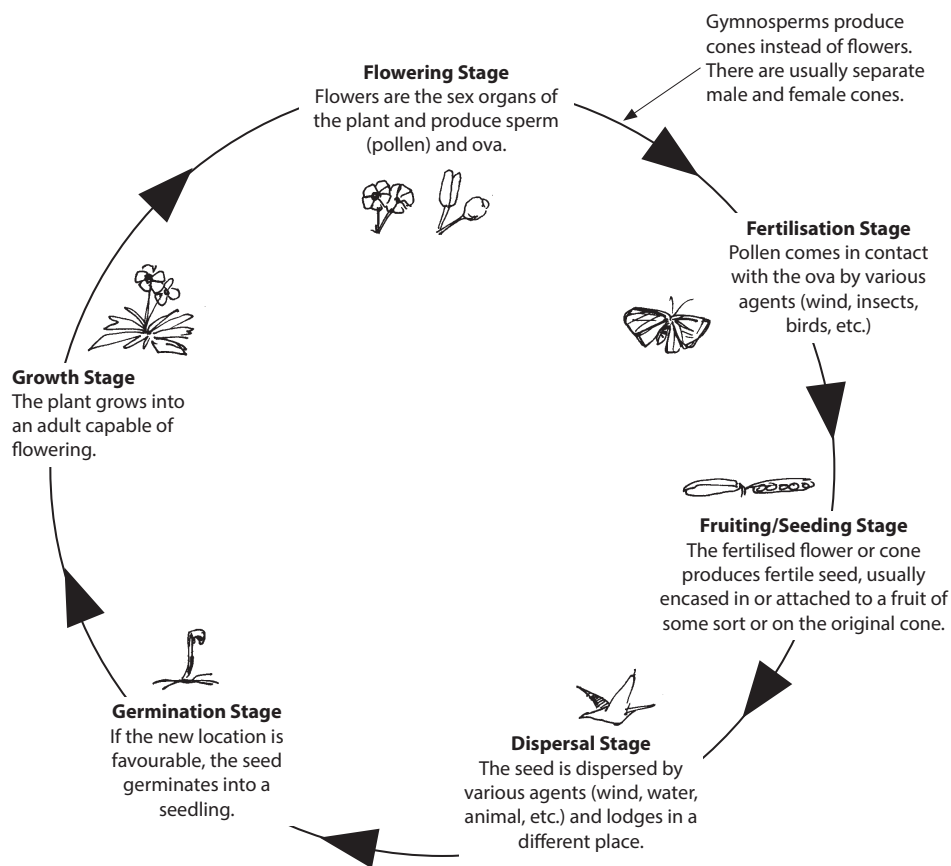 Gymnosperms produce
cones instead of flowers.
There are usually separate
male and female cones.
Flowering Stage
Flowers are the sex organs of
the plant and produce sperm
(pollen) and ova.
Fertilisation Stage
Pollen comes in contact
with the ova by various
agents (wind, insects,
birds, etc.)
Fruiting/Seeding Stage
The fertilised flower or cone
produces fertile seed, usually
encased in or attached to a fruit of
some sort or on the original cone.
Dispersal Stage
The seed is dispersed by
various agents (wind, water,
animal, etc.) and lodges in a
different place.
Germination Stage
If the new location is
favourable, the seed
germinates into a
seedling.
Growth Stage
The plant grows into
an adult capable of
flowering.